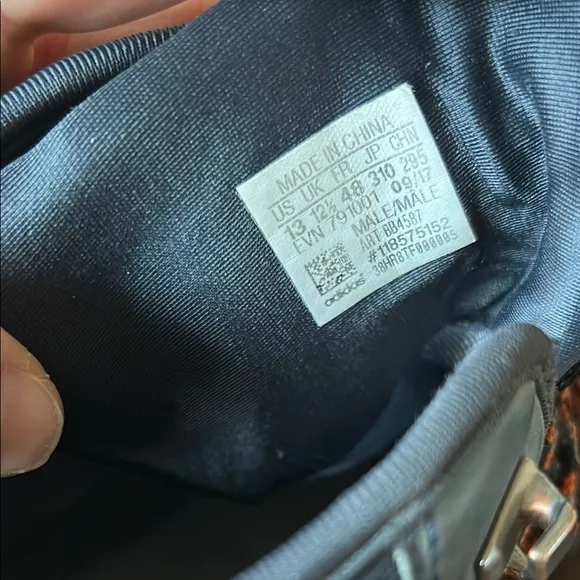 MADE IN CHINA
US UK FR JP CHN
13 12½ 48 310 295
EVN 791001 09/17
MALE/MALE
ART BB4587
#118575152
38HR8TF000085
adidas